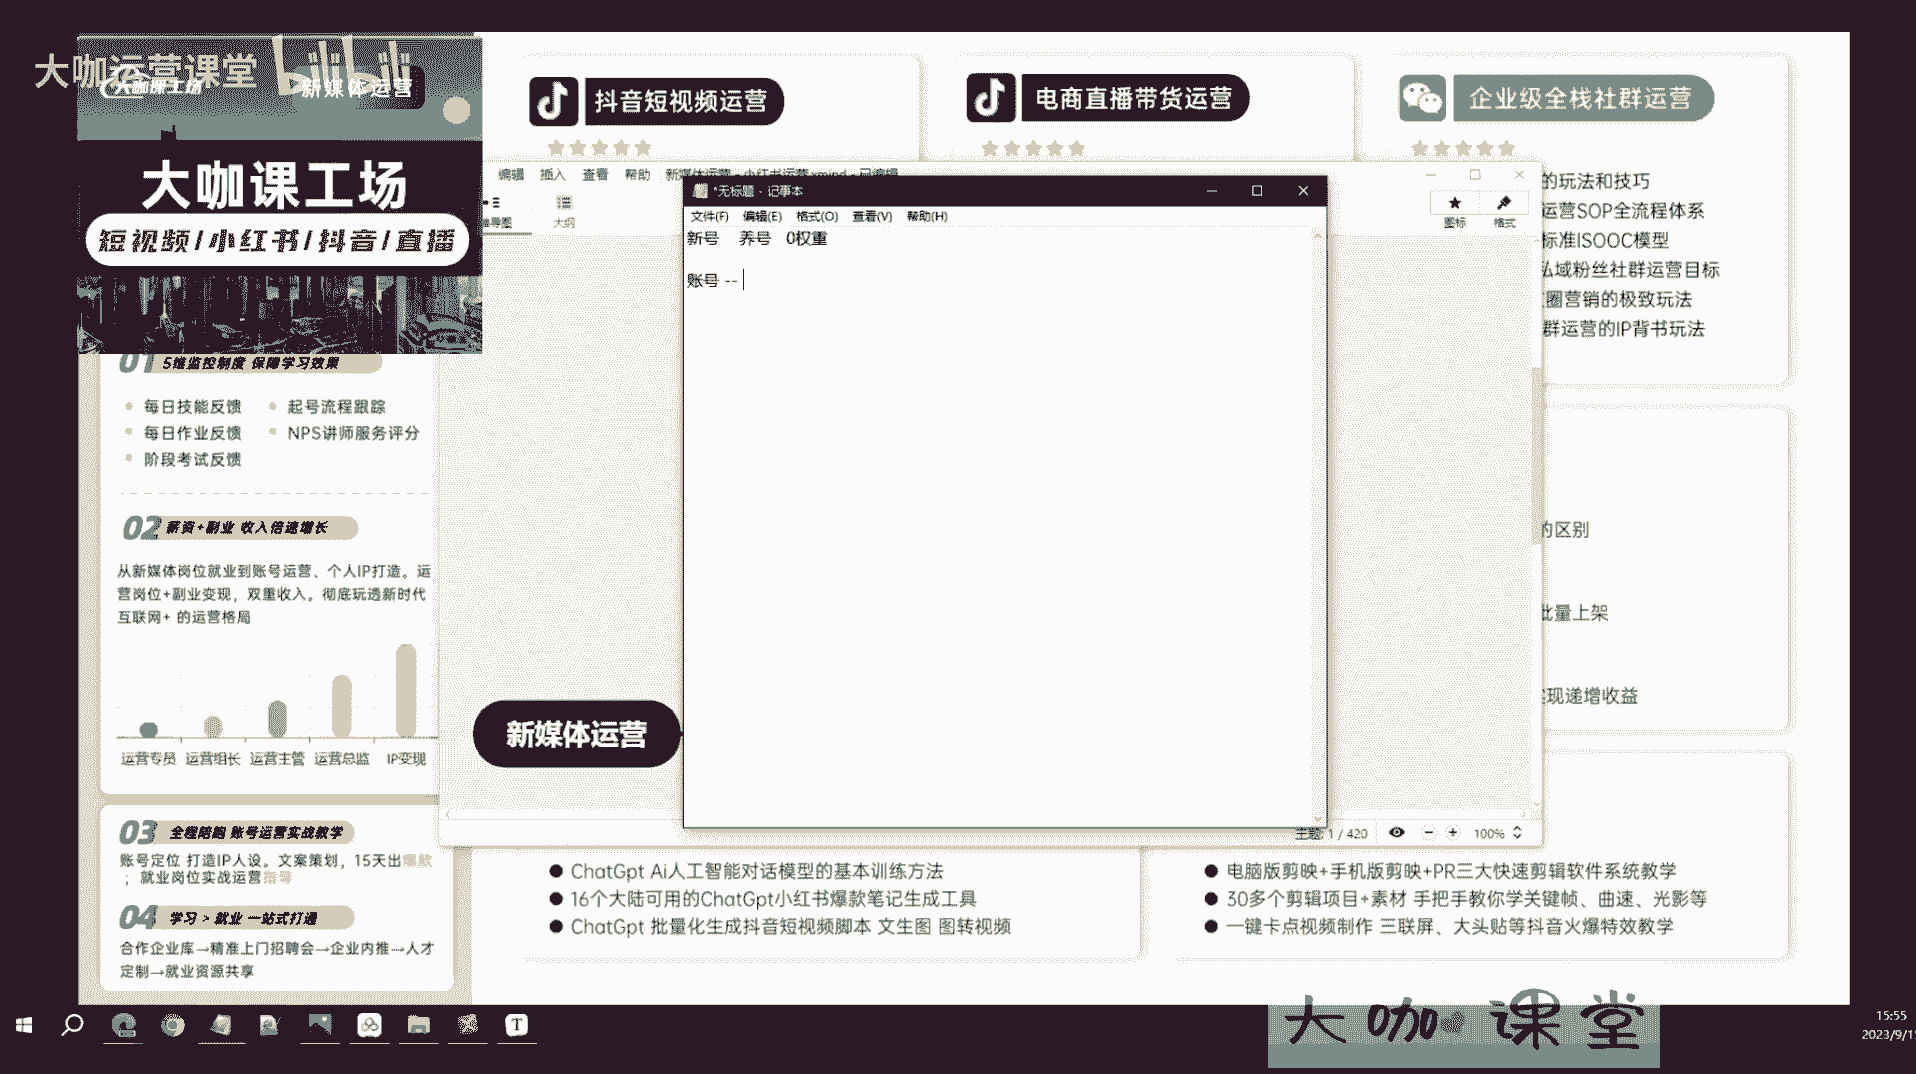 大咖运营课堂
bilibili
大咖课工场
新媒体运营
大咖课工场
短视频/小红书/抖音/直播
抖音短视频运营
电商直播带货运营
企业级全栈社群运营
的玩法和技巧
运营SOP全流程体系
标准ISOOC模型
私域粉丝社群运营目标
圈营销的极致玩法
群运营的IP背书玩法
编辑 插入 查看 帮助
大纲
图标
格式
*无标题 - 记事本
文件(F) 编辑(E) 格式(O) 查看(V) 帮助(H)
新号 养号 0权重
账号 --
01 5维监控制度 保障学习效果
每日技能反馈
起号流程跟踪
每日作业反馈
NPS讲师服务评分
阶段考试反馈
02 薪资+副业 收入倍速增长
从新媒体岗位就业到账号运营、个人IP打造。运
营岗位+副业变现，双重收入。彻底玩透新时代
互联网+ 的运营格局
运营专员 运营组长 运营主管 运营总监 IP变现
新媒体运营
的区别
批量上架
实现递增收益
主题: 1 / 420
100%
03 全程陪跑 账号运营实战教学
账号定位 打造IP人设。文案策划，15天出爆款
；就业岗位实战运营指导
04 学习 > 就业 一站式打通
合作企业库→精准上门招聘会→企业内推→人才
定制→就业资源共享
ChatGpt Ai人工智能对话模型的基本训练方法
16个大陆可用的ChatGpt小红书爆款笔记生成工具
ChatGpt 批量化生成抖音短视频脚本 文生图 图转视频
电脑版剪映+手机版剪映+PR三大快速剪辑软件系统教学
30多个剪辑项目+素材 手把手教你学关键帧、曲速、光影等
一键卡点视频制作 三联屏、大头贴等抖音火爆特效教学
大咖课堂
15:55